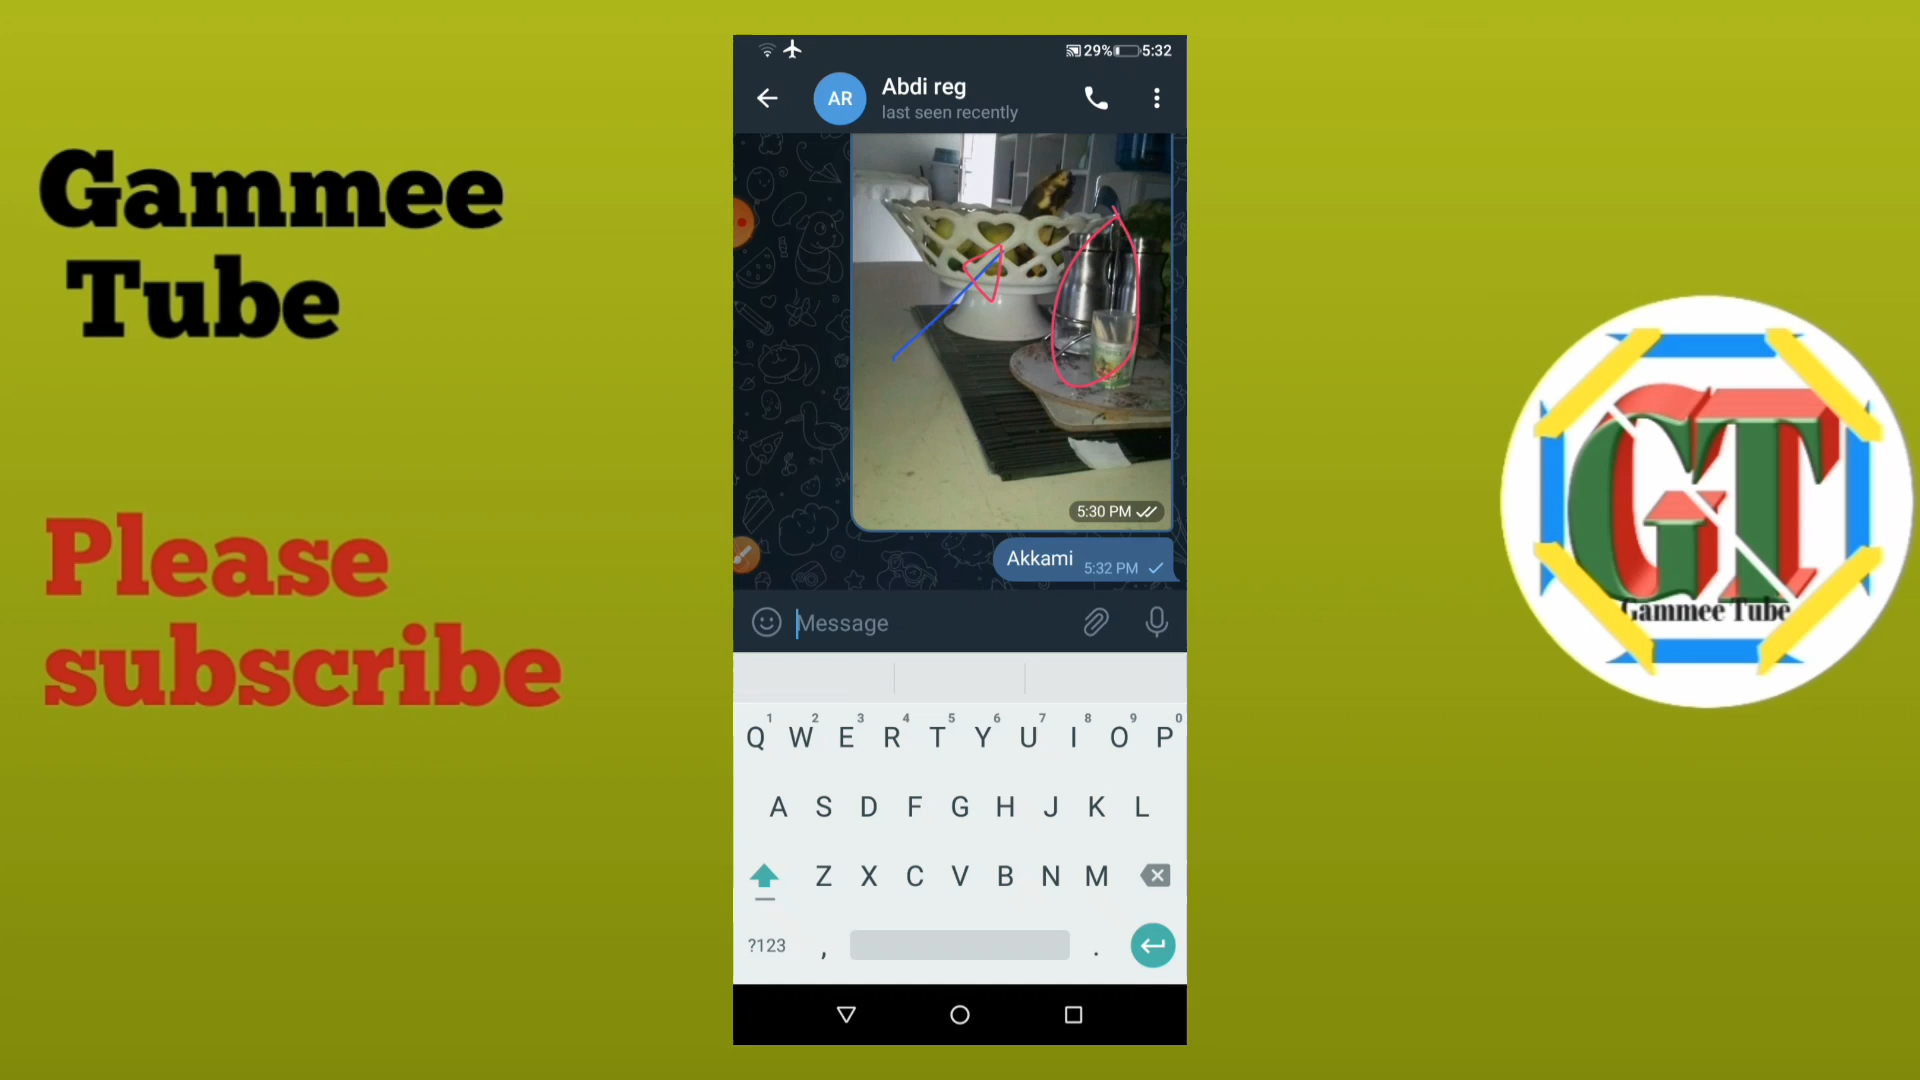 Gammee
Tube
Please
subscribe
29% 5:32
AR
Abdi reg
last seen recently
5:30 PM
Akkami 5:32 PM
Message
1 2 3 4 5 6 7 8 9 0
Q W E R T Y U I O P
A S D F G H J K L
Z X C V B N M
?123 , .
GT
Gammee Tube